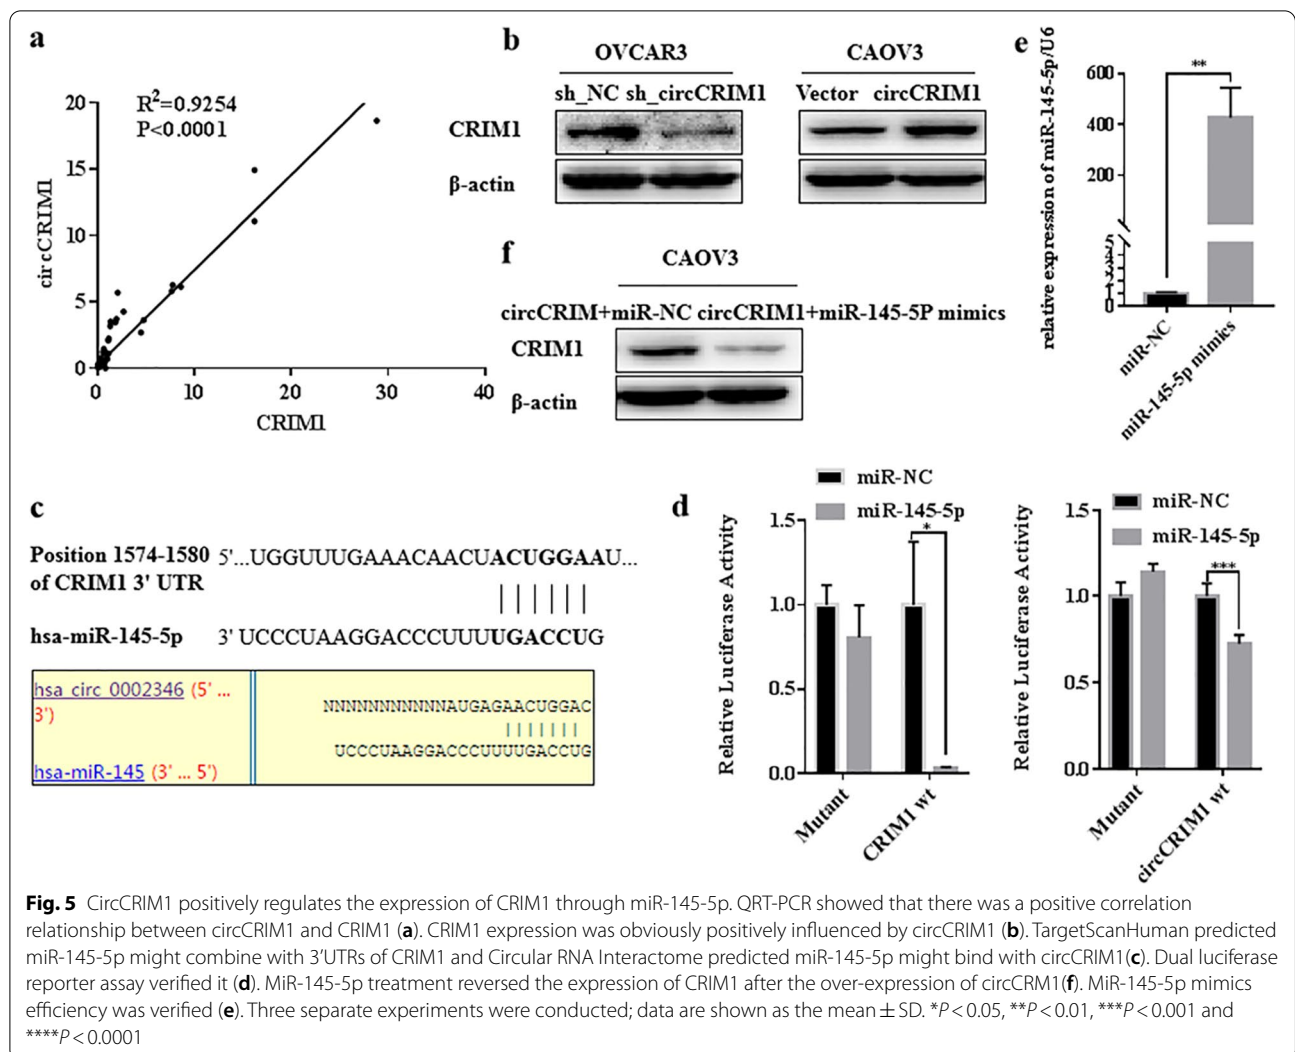 a
R²=0.9254
P<0.0001
20
15
10
5
0
circCRIM1
0 10 20 30 40
CRIM1
b
OVCAR3 CAOV3
sh_NC sh_circCRIM1 Vector circCRIM1
CRIM1
β-actin
e
relative expression of miR-145-5p/U6
**
600
400
200
5
4
3
2
1
0
miR-NC
miR-145-5p mimics
f
CAOV3
circCRIM+miR-NC circCRIM1+miR-145-5P mimics
CRIM1
β-actin
c
Position 1574-1580 5'...UGGUUUGAAACAACUACUGGAAU...
of CRIM1 3' UTR
hsa-miR-145-5p 3' UCCCUAAGGACCCUUUUGACCUG
hsa_circ_0002346 (5' ...
3')
NNNNNNNNNNNAUGAGAACUGGAC
UCCCUAAGGACCCUUUUGACCUG
hsa-miR-145 (3' ... 5')
d
miR-NC
miR-145-5p
*
Relative Luciferase Activity
1.5
1.0
0.5
0.0
Mutant
CRIM1 wt
miR-NC
miR-145-5p
***
Relative Luciferase Activity
1.5
1.0
0.5
0.0
Mutant
circCRIM1 wt
Fig. 5 CircCRIM1 positively regulates the expression of CRIM1 through miR-145-5p. QRT-PCR showed that there was a positive correlation
relationship between circCRIM1 and CRIM1 (a). CRIM1 expression was obviously positively influenced by circCRIM1 (b). TargetScanHuman predicted
miR-145-5p might combine with 3'UTRs of CRIM1 and Circular RNA Interactome predicted miR-145-5p might bind with circCRIM1(c). Dual luciferase
reporter assay verified it (d). MiR-145-5p treatment reversed the expression of CRIM1 after the over-expression of circCRM1(f). MiR-145-5p mimics
efficiency was verified (e). Three separate experiments were conducted; data are shown as the mean ± SD. *P < 0.05, **P < 0.01, ***P < 0.001 and
****P < 0.0001